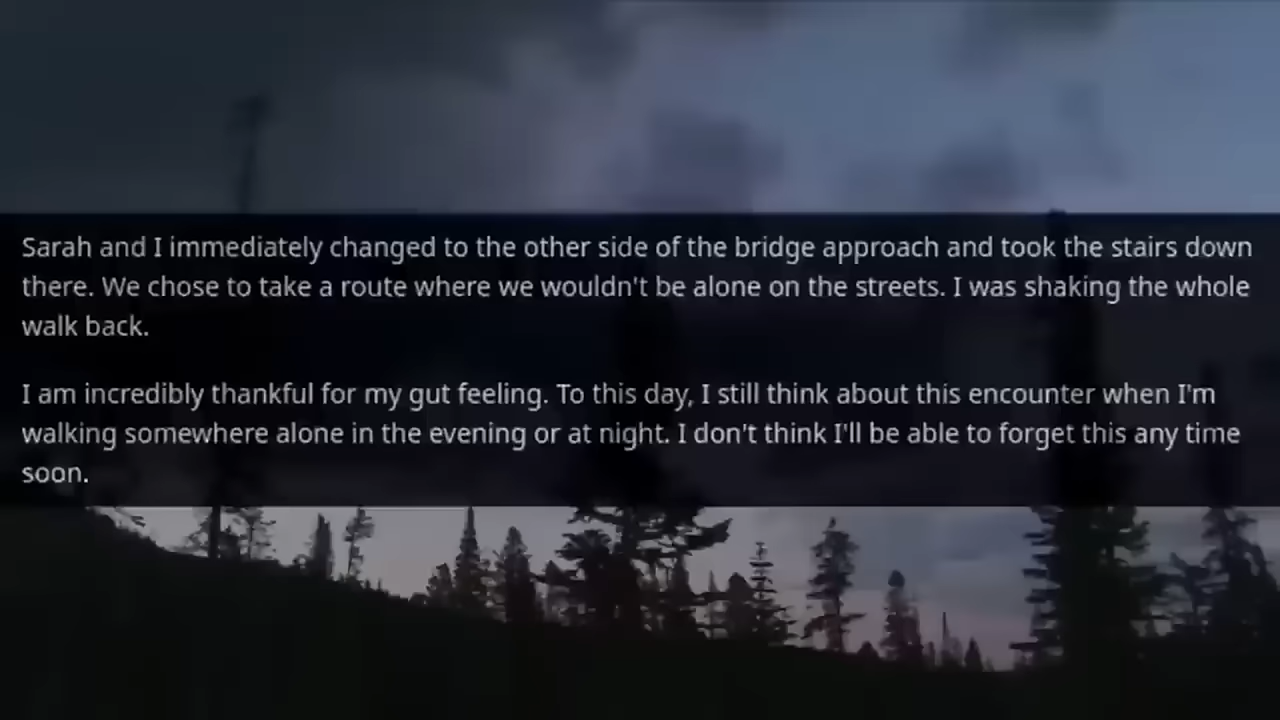 Sarah and I immediately changed to the other side of the bridge approach and took the stairs down
there. We chose to take a route where we wouldn't be alone on the streets. I was shaking the whole
walk back.
I am incredibly thankful for my gut feeling. To this day, I still think about this encounter when I'm
walking somewhere alone in the evening or at night. I don't think I'll be able to forget this any time
soon.